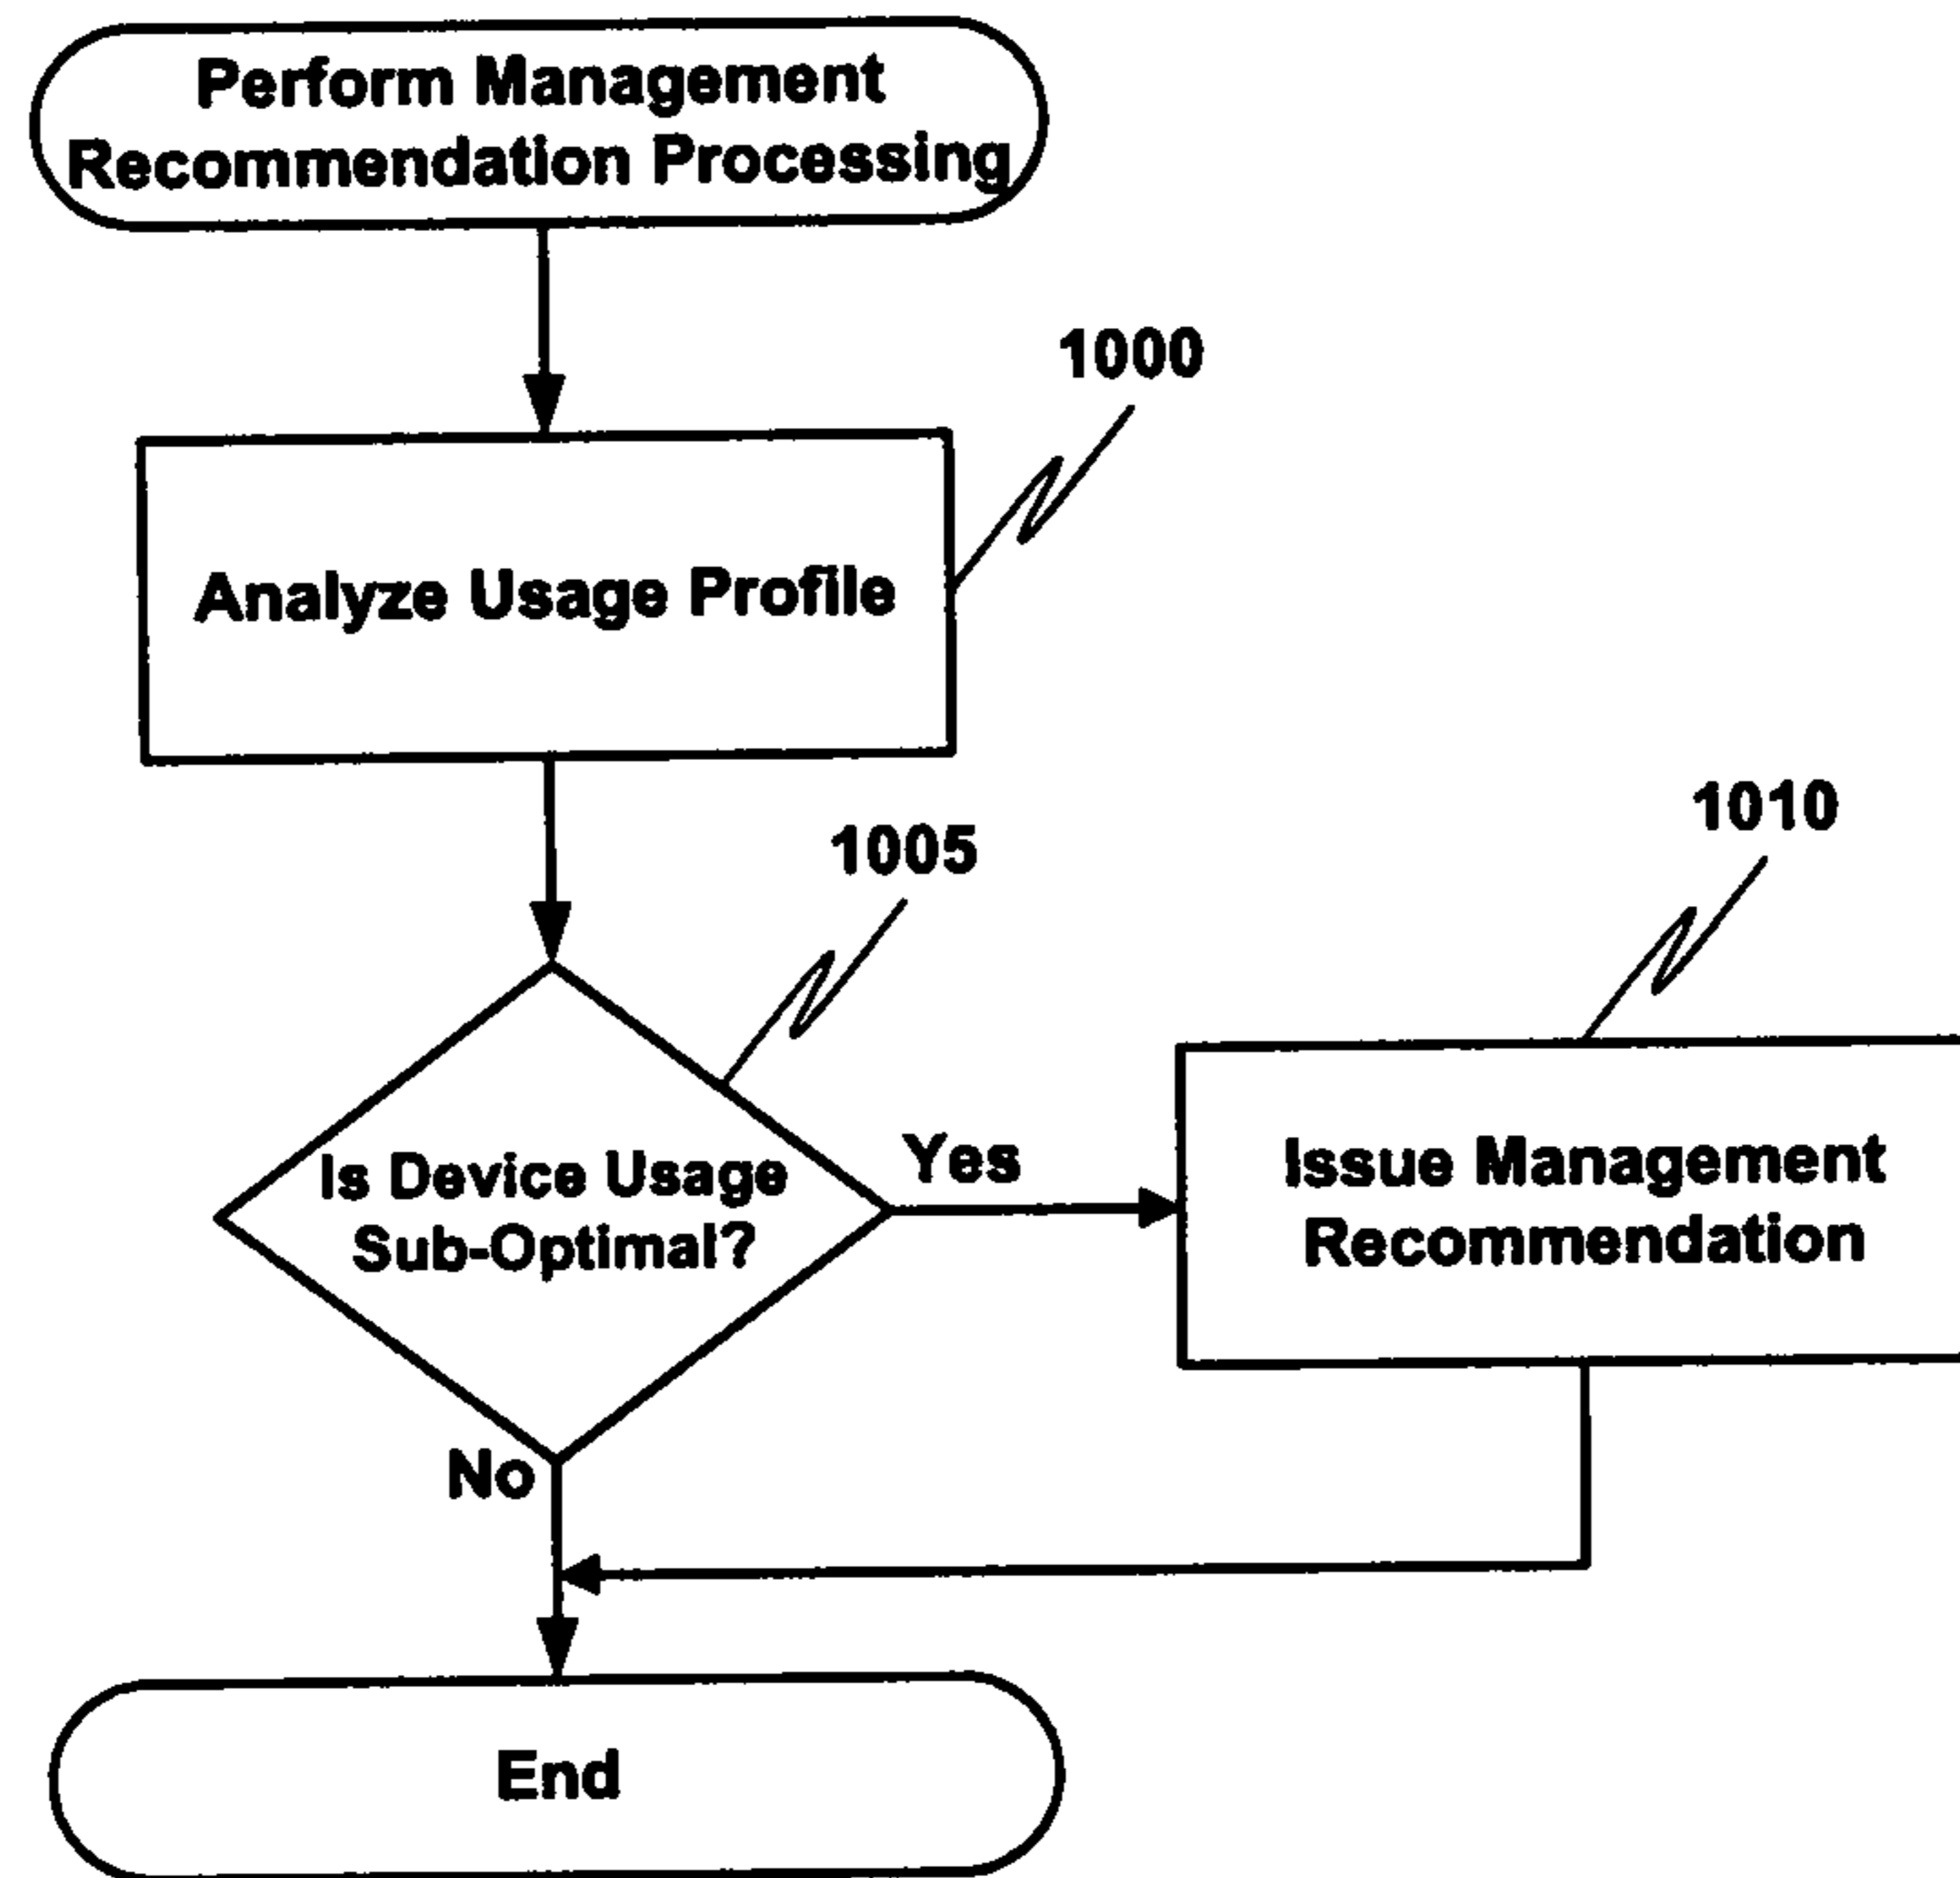 Perform Management
Recommendation Processing
1000
Analyze Usage Profile
1005
1010
Is Device Usage
Sub-Optimal?
Yes
Issue Management
Recommendation
No
End